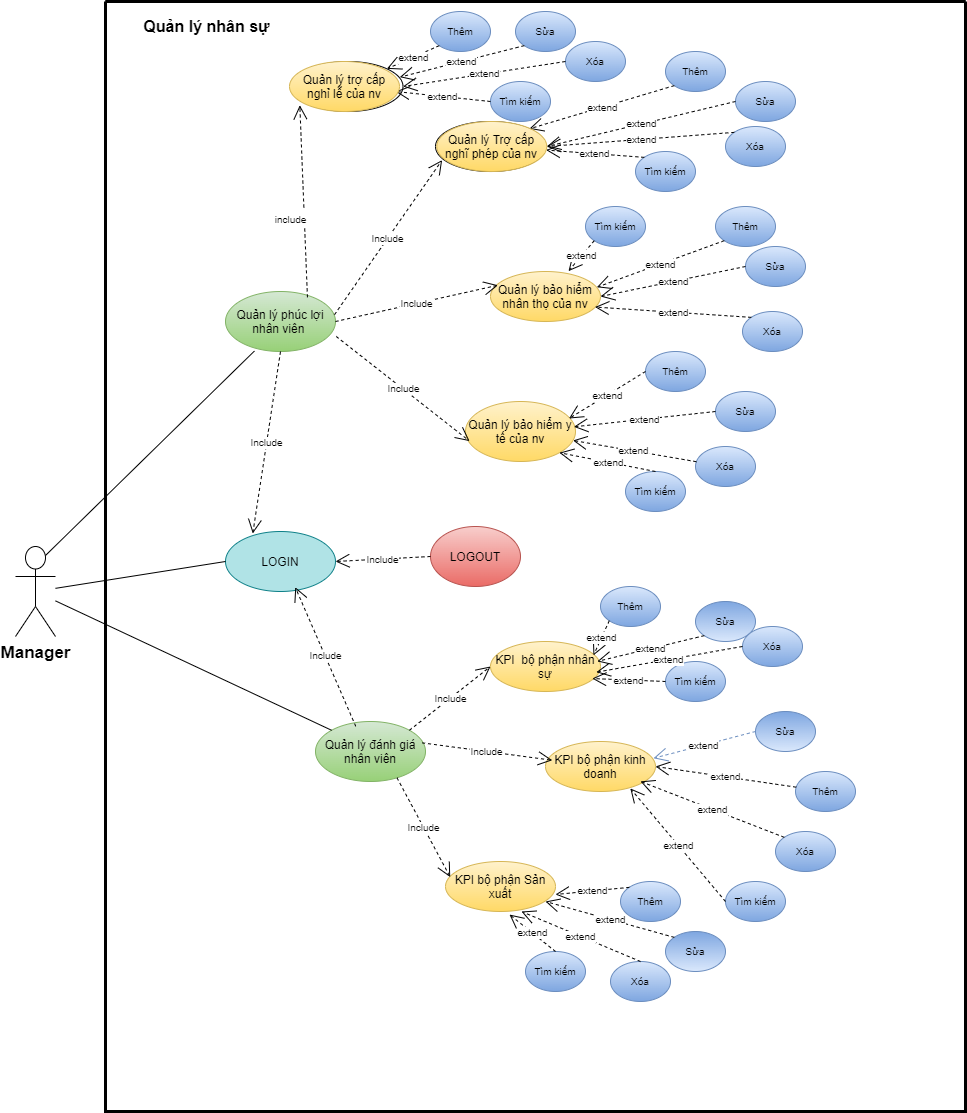 Quản lý nhân sự
Thêm
Sửa
Xóa
Tìm kiếm
extend
extend
extend
extend
Quản lý trợ cấp
nghỉ lễ của nv
Thêm
Sửa
Xóa
Tìm kiếm
extend
extend
extend
extend
Quản lý Trợ cấp
nghĩ phép của nv
include
Include
Tìm kiếm
Thêm
Sửa
Xóa
extend
extend
extend
extend
Quản lý bảo hiểm
nhân thọ của nv
Include
Quản lý phúc lợi
nhân viên
Include
Thêm
Sửa
Xóa
Tìm kiếm
extend
extend
extend
extend
Quản lý bảo hiểm y
tế của nv
Include
LOGIN
Include
LOGOUT
Manager
Include
Thêm
Sửa
Xóa
Tìm kiếm
extend
extend
extend
extend
KPI bộ phận nhân
sự
Include
Quản lý đánh giá
nhân viên
Include
KPI bộ phận kinh
doanh
extend
extend
extend
extend
Sửa
Thêm
Xóa
Tìm kiếm
Include
KPI bộ phận Sản
xuất
extend
extend
extend
extend
Thêm
Sửa
Tìm kiếm
Xóa